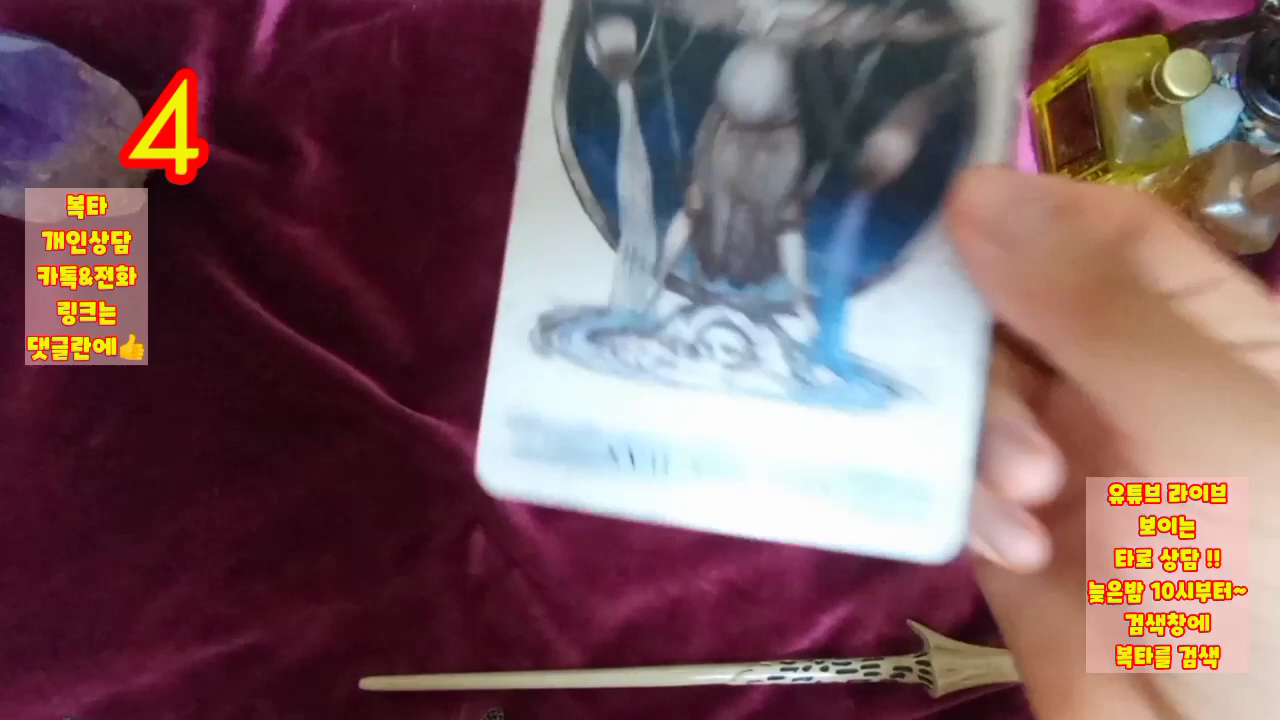 4
복타
개인상담
카톡&전화
링크는
댓글란에👍
유튜브 라이브
보이는
타로 상담 !!
늦은밤 10시부터~
검색창에
복타를 검색